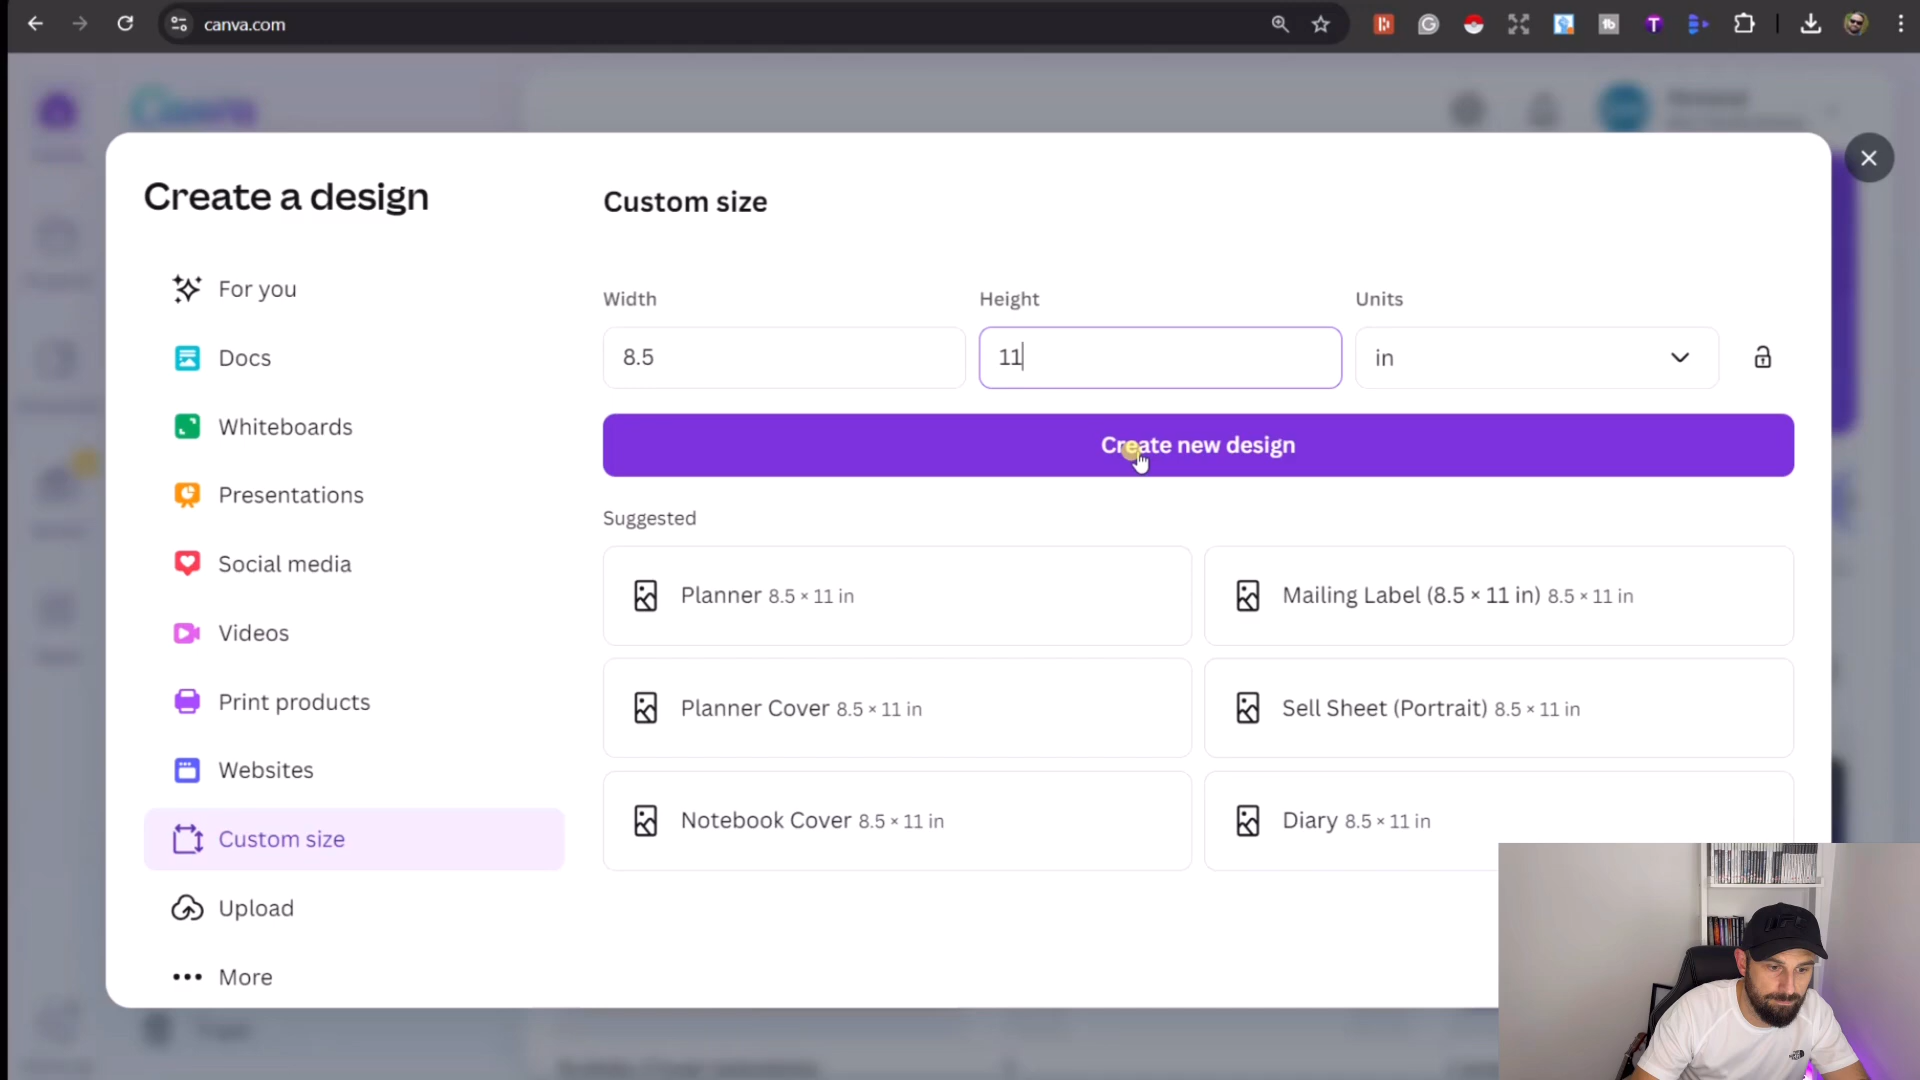 canva.com
Canva
Create a design
For you
Docs
Whiteboards
Presentations
Social media
Videos
Print products
Websites
Custom size
Upload
More
Custom size
Width
Height
Units
8.5
11
in
Create new design
Suggested
Planner 8.5 × 11 in
Mailing Label (8.5 × 11 in) 8.5 × 11 in
Planner Cover 8.5 × 11 in
Sell Sheet (Portrait) 8.5 × 11 in
Notebook Cover 8.5 × 11 in
Diary 8.5 × 11 in